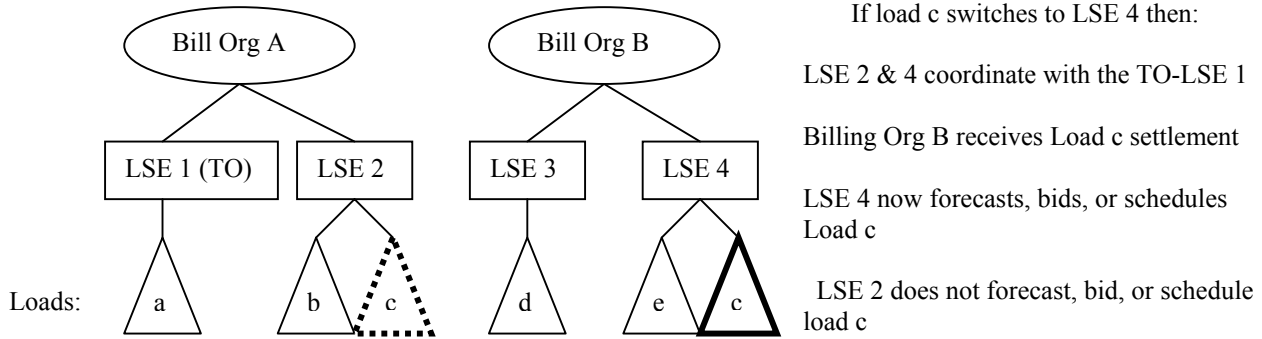 Bill Org A
Bill Org B
LSE 1 (TO)
LSE 2
LSE 3
LSE 4
Loads:
a
b
c
d
e
c
If load c switches to LSE 4 then:
LSE 2 & 4 coordinate with the TO-LSE 1
Billing Org B receives Load c settlement
LSE 4 now forecasts, bids, or schedules
Load c
LSE 2 does not forecast, bid, or schedule
load c